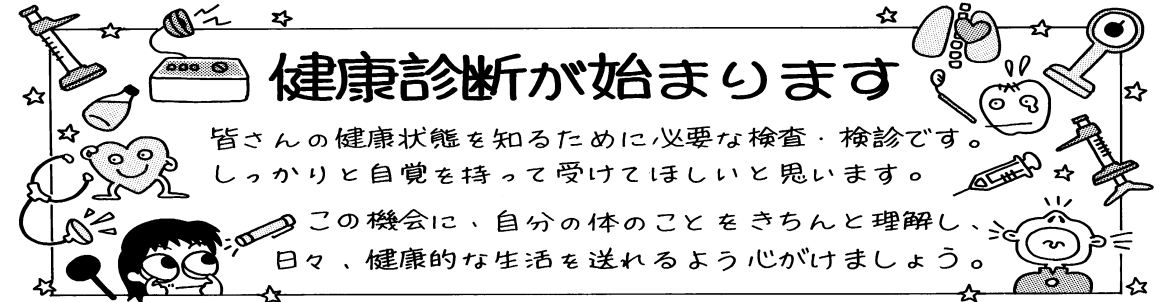 健康診断が始まります
皆さんの健康状態を知るために必要な検査・検診です。
しっかりと自覚を持って受けてほしいと思います。
この機会に、自分の体のことをきちんと理解し、
日々、健康的な生活を送れるよう心がけましょう。